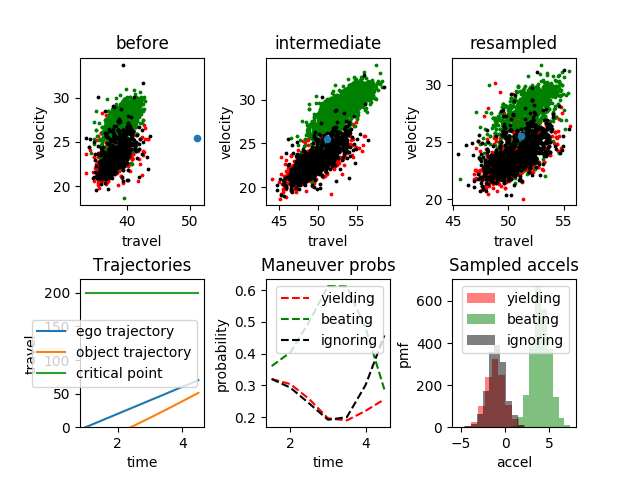 before
intermediate
resampled
30
25
20
velocity
40
50
travel
30
25
20
velocity
45
50
55
travel
30
25
20
velocity
45
50
55
travel
Trajectories
Maneuver probs
Sampled accels
200
150
100
50
0
travel
ego trajectory
object trajectory
critical point
2
4
time
0.6
0.5
0.4
0.3
0.2
probability
yielding
beating
ignoring
2
4
time
600
400
200
0
pmf
yielding
beating
ignoring
−5
0
5
accel